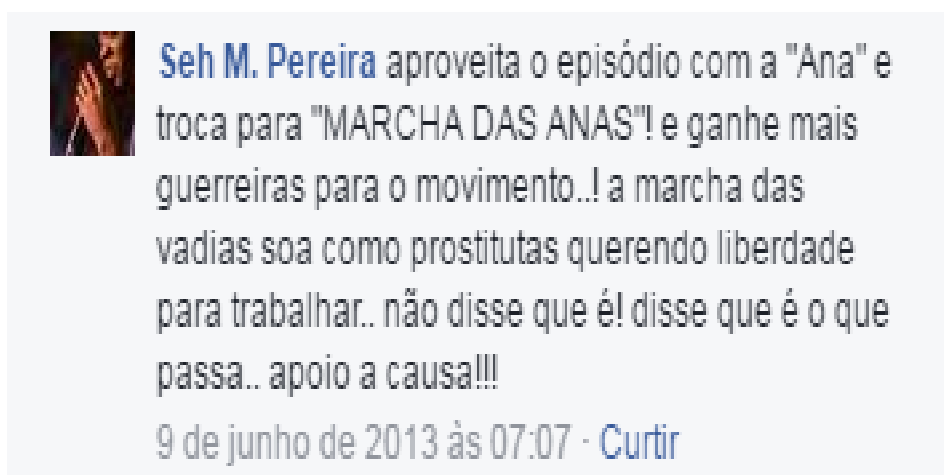 Seh M. Pereira aproveita o episódio com a "Ana" e
troca para "MARCHA DAS ANAS"! e ganhe mais
guerreiras para o movimento..! a marcha das
vadias soa como prostitutas querendo liberdade
para trabalhar.. não disse que é! disse que é o que
passa.. apoio a causa!!!
9 de junho de 2013 às 07:07 · Curtir